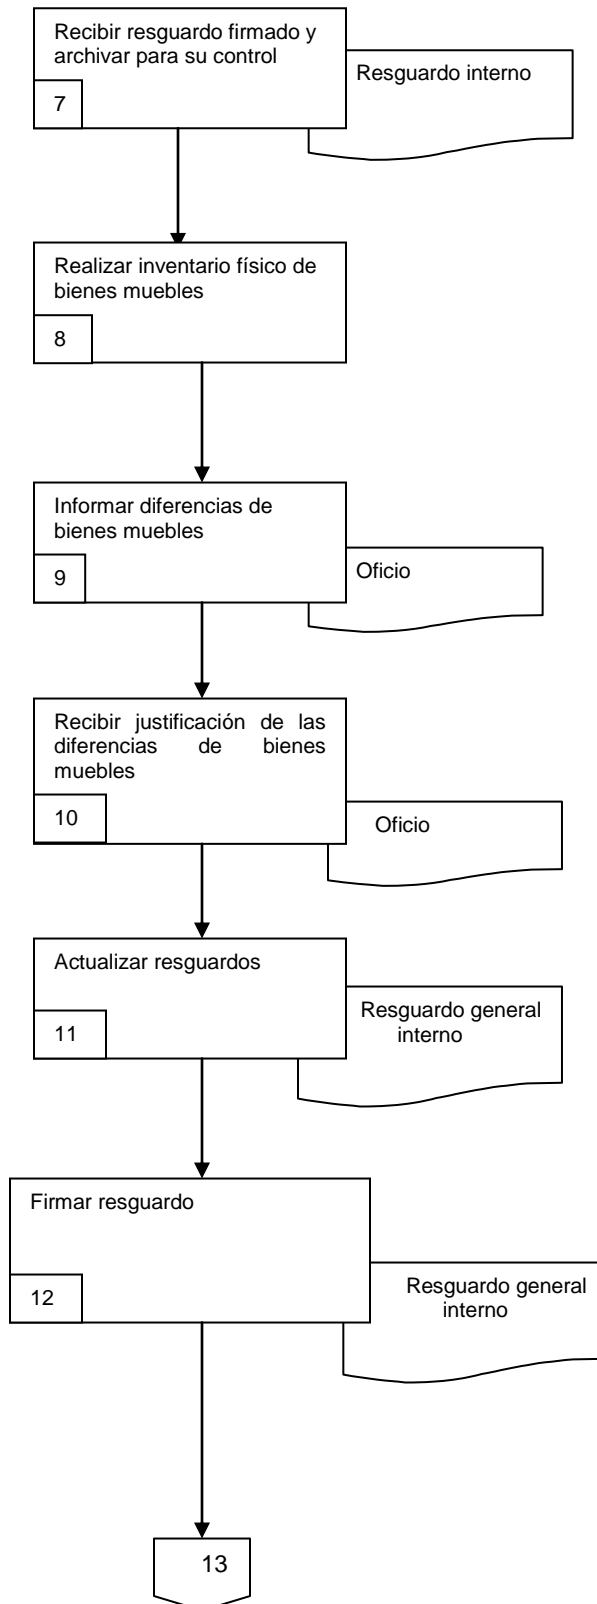 Recibir resguardo firmado y
archivar para su control
Resguardo interno
7
Realizar inventario físico de
bienes muebles
8
Informar diferencias de
bienes muebles
Oficio
9
Recibir justificación de las
diferencias de bienes
muebles
10
Oficio
Actualizar resguardos
Resguardo general
interno
11
Firmar resguardo
Resguardo general
interno
12
13